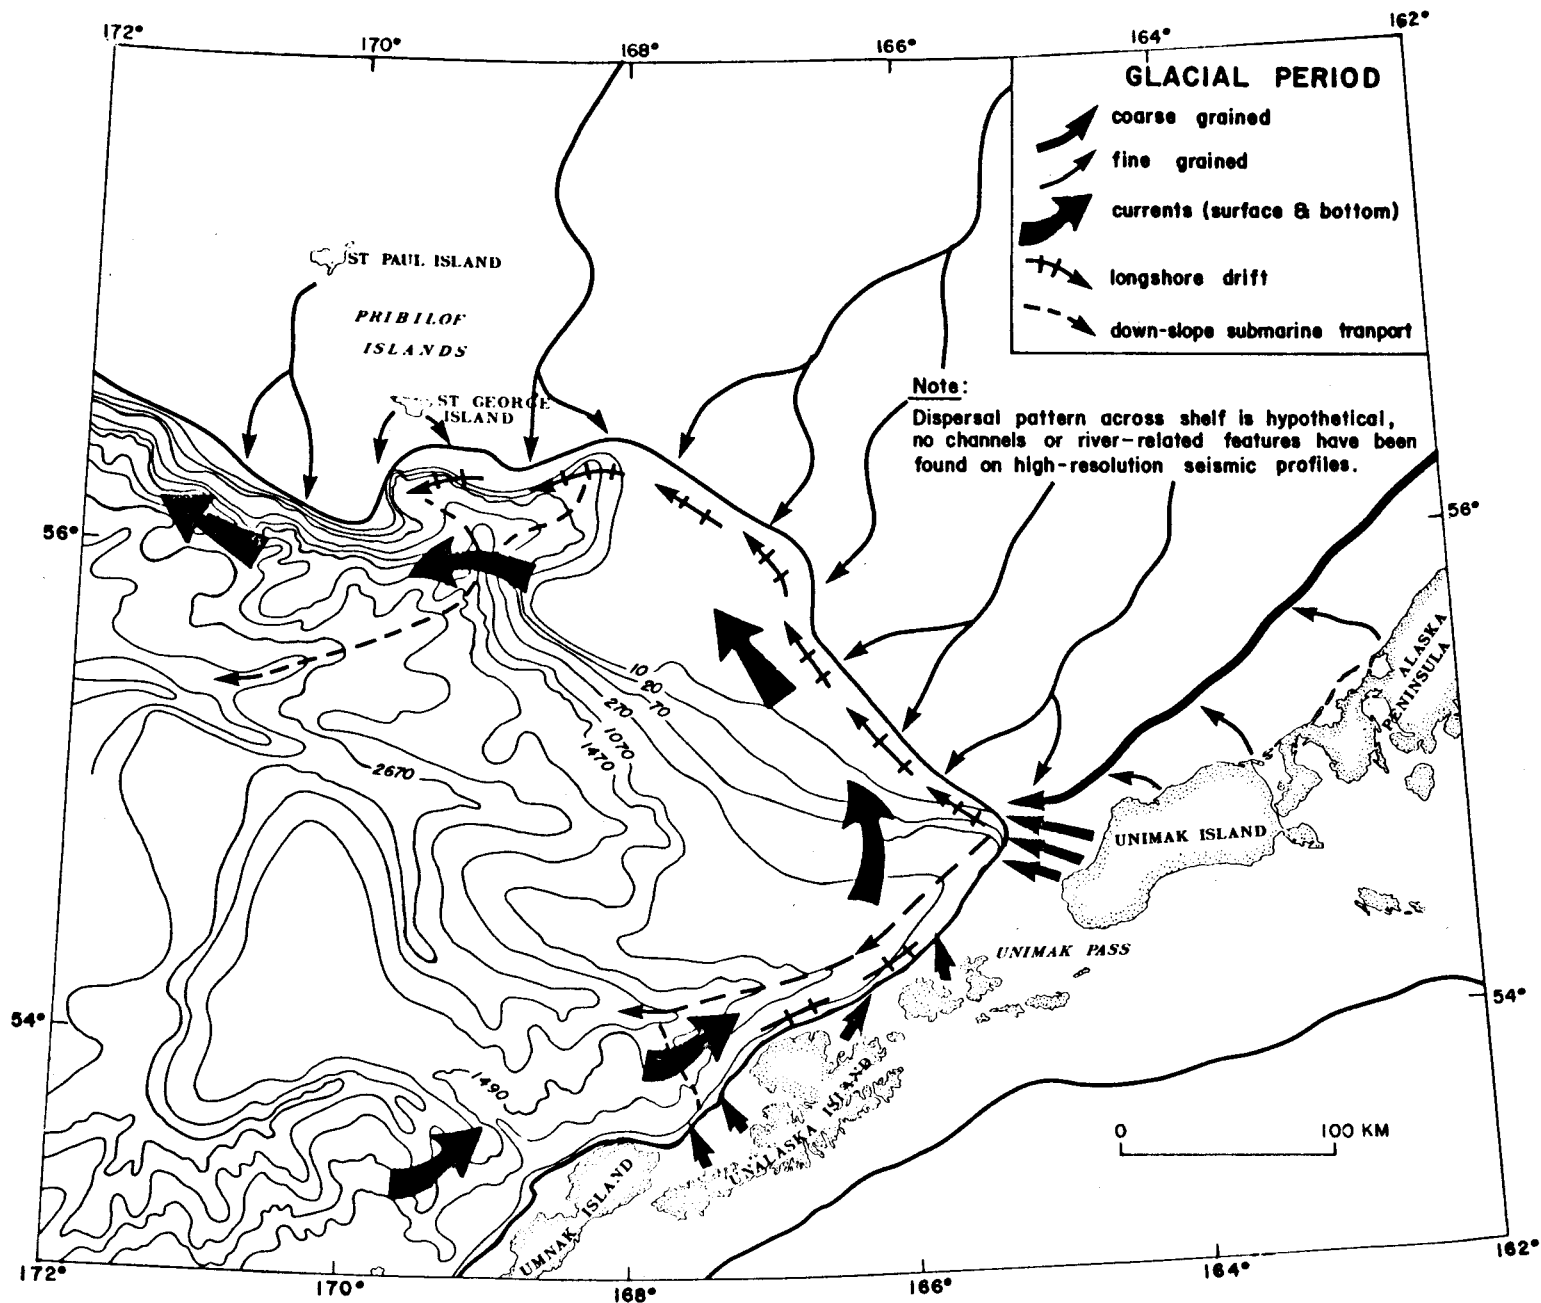 172°
170°
168°
166°
164°
162°
GLACIAL PERIOD
coarse grained
fine grained
currents (surface & bottom)
longshore drift
down-slope submarine tranport
ST PAUL ISLAND
PRIBILOF
ISLANDS
ST GEORGE
ISLAND
Note:
Dispersal pattern across shelf is hypothetical,
no channels or river-related features have been
found on high-resolution seismic profiles.
56°
56°
ALASKA
PENINSULA
10
20
70
270
1070
1470
2670
UNIMAK ISLAND
UNIMAK PASS
54°
54°
1490
UNALASKA ISLAND
UMNAK ISLAND
0 100 KM
172°
170°
168°
166°
164°
162°